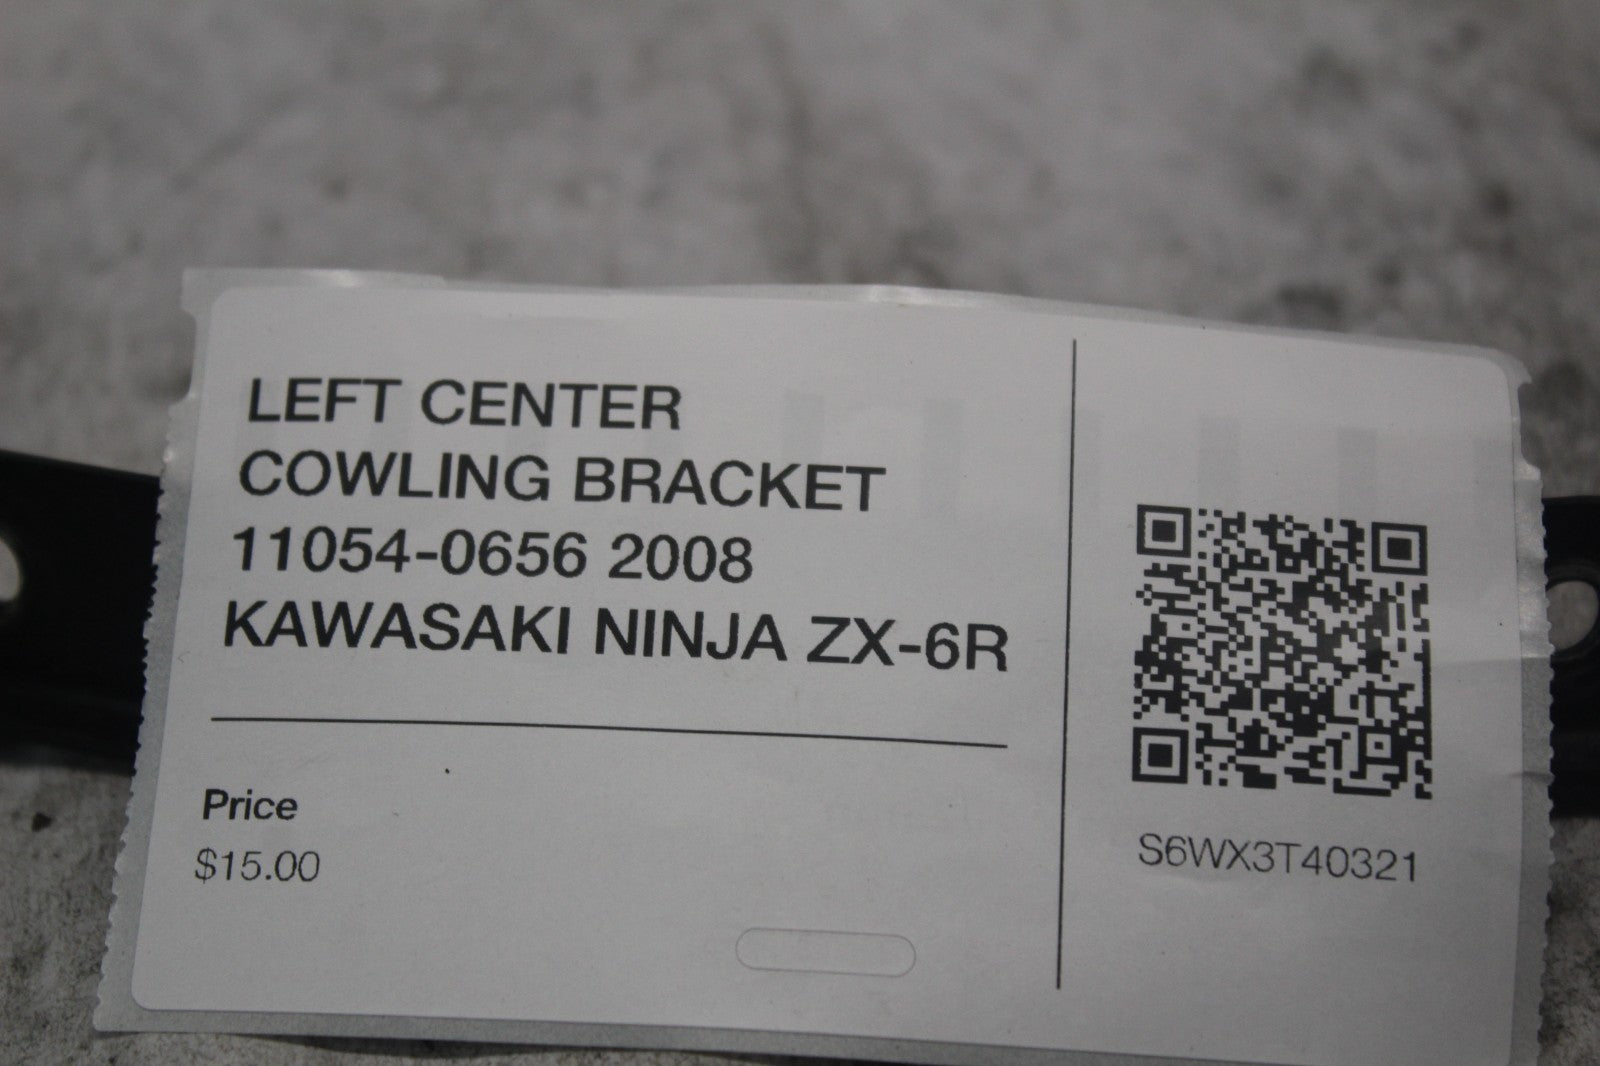 LEFT CENTER
COWLING BRACKET
11054-0656 2008
KAWASAKI NINJA ZX-6R
Price
$15.00
S6WX3T40321